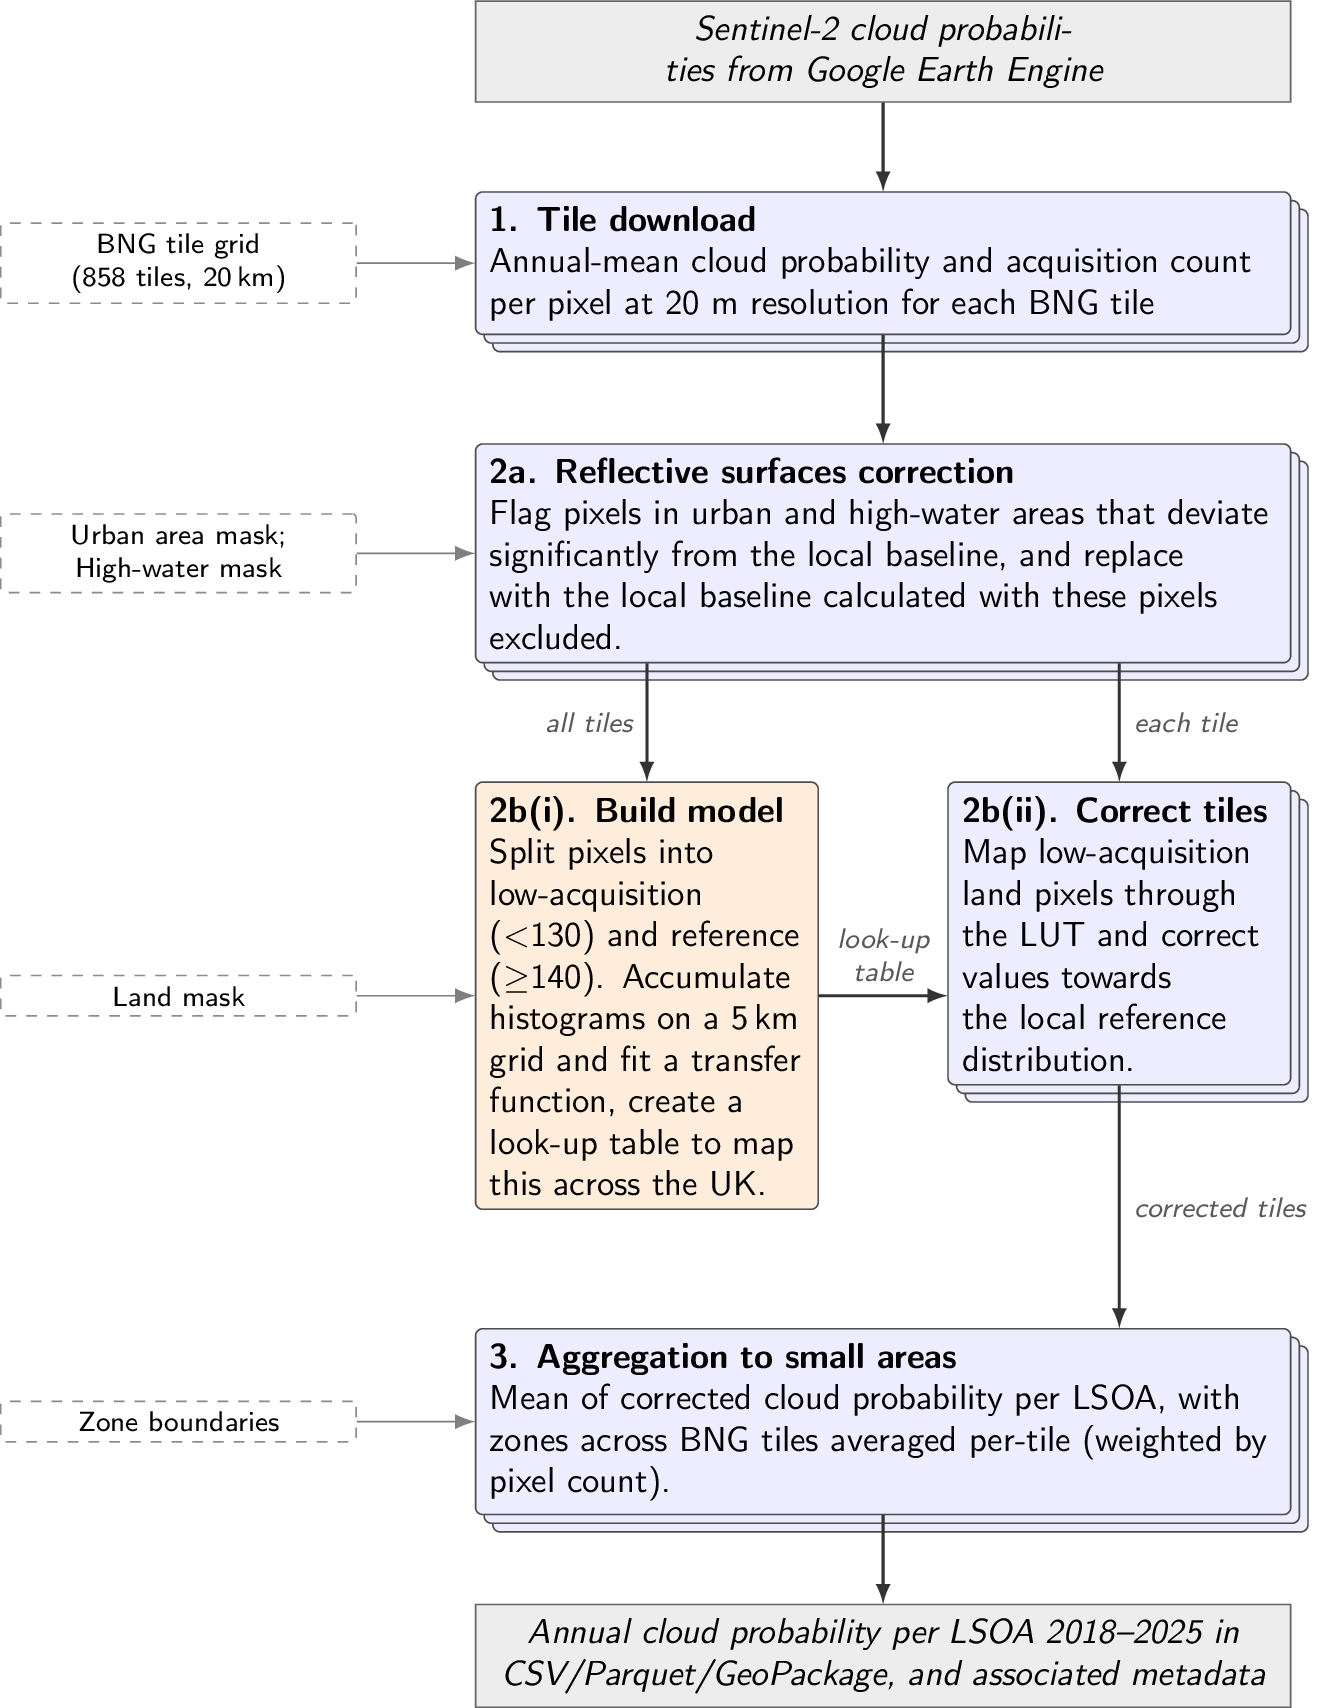 Sentinel-2 cloud probabili-
ties from Google Earth Engine
BNG tile grid
(858 tiles, 20 km)
1. Tile download
Annual-mean cloud probability and acquisition count
per pixel at 20 m resolution for each BNG tile
Urban area mask;
High-water mask
2a. Reflective surfaces correction
Flag pixels in urban and high-water areas that deviate
significantly from the local baseline, and replace
with the local baseline calculated with these pixels
excluded.
all tiles
each tile
Land mask
2b(i). Build model
Split pixels into
low-acquisition
(<130) and reference
(≥140). Accumulate
histograms on a 5 km
grid and fit a transfer
function, create a
look-up table to map
this across the UK.
look-up
table
2b(ii). Correct tiles
Map low-acquisition
land pixels through
the LUT and correct
values towards
the local reference
distribution.
corrected tiles
Zone boundaries
3. Aggregation to small areas
Mean of corrected cloud probability per LSOA, with
zones across BNG tiles averaged per-tile (weighted by
pixel count).
Annual cloud probability per LSOA 2018–2025 in
CSV/Parquet/GeoPackage, and associated metadata